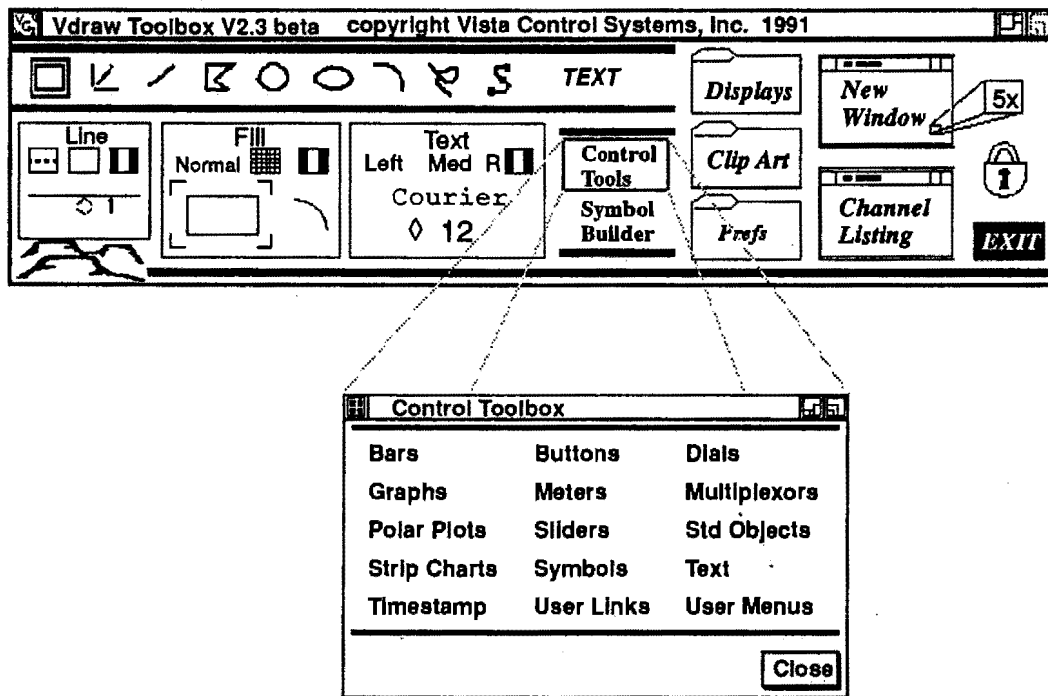 VG Vdraw Toolbox V2.3 beta copyright Vista Control Systems, Inc. 1991
TEXT
Displays
New Window
5x
Line
1
Fill
Normal
Text
Left Med R
Courier
12
Control
Tools
Symbol
Builder
Clip Art
Prefs
Channel
Listing
EXIT
Control Toolbox
Bars Buttons Dials
Graphs Meters Multiplexors
Polar Plots Sliders Std Objects
Strip Charts Symbols Text
Timestamp User Links User Menus
Close